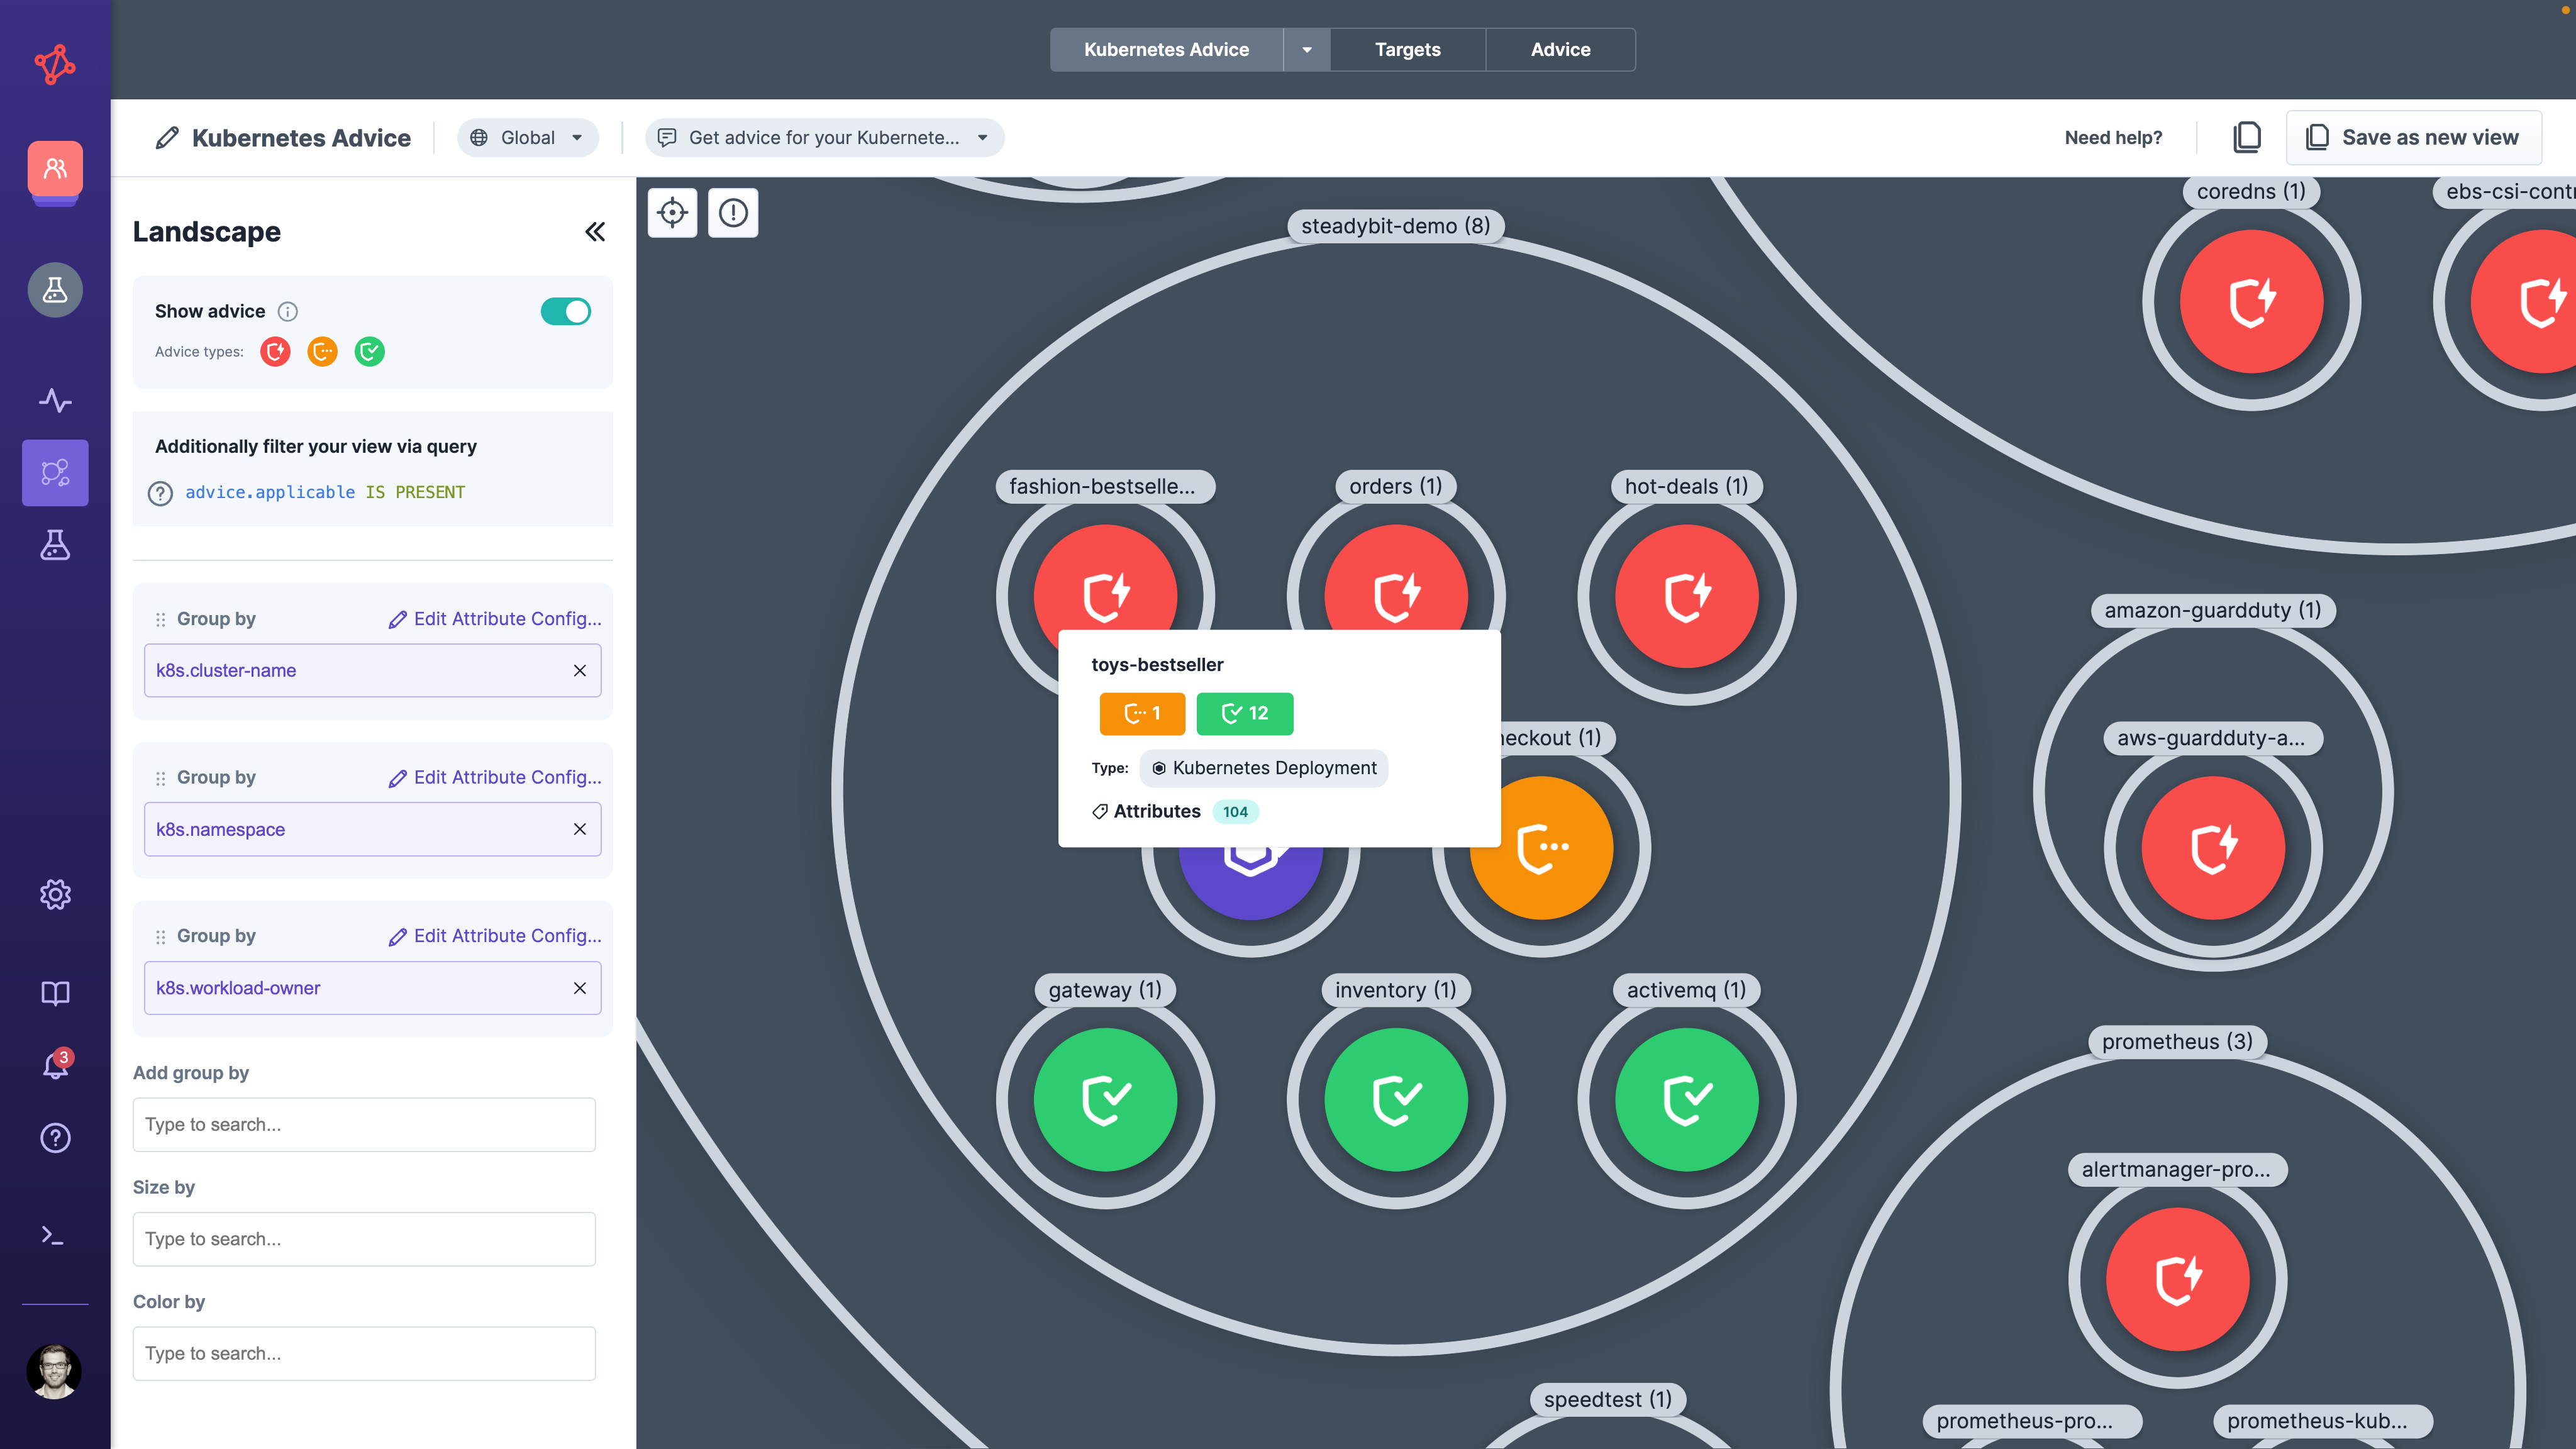 Kubernetes Advice
Targets
Advice
Kubernetes Advice
Global
Get advice for your Kubernete...
Need help?
Save as new view
Landscape
Show advice
Advice types:
Additionally filter your view via query
advice.applicable IS PRESENT
Group by
Edit Attribute Config...
k8s.cluster-name
Group by
Edit Attribute Config...
k8s.namespace
Group by
Edit Attribute Config...
k8s.workload-owner
Add group by
Type to search...
Size by
Type to search...
Color by
Type to search...
3
steadybit-demo (8)
coredns (1)
ebs-csi-contr
fashion-bestselle...
orders (1)
hot-deals (1)
toys-bestseller
1
12
Type:
Kubernetes Deployment
Attributes
104
heckout (1)
amazon-guardduty (1)
aws-guardduty-a...
gateway (1)
inventory (1)
activemq (1)
prometheus (3)
alertmanager-pro...
speedtest (1)
prometheus-pro...
prometheus-kub...